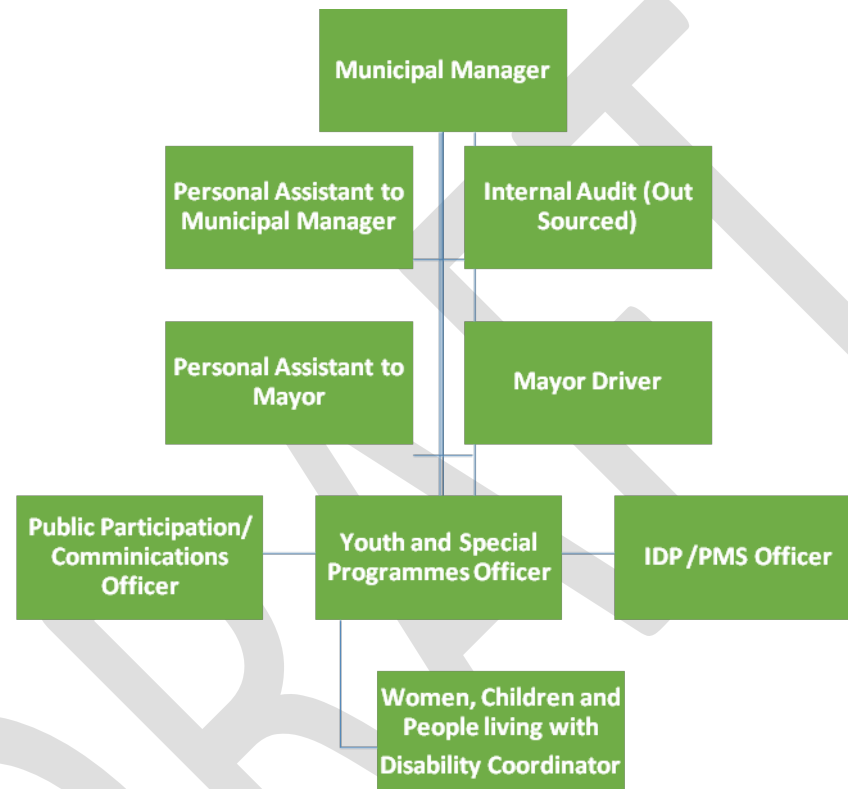 Municipal Manager
Personal Assistant to
Municipal Manager
Internal Audit (Out
Sourced)
Personal Assistant to
Mayor
Mayor Driver
Public Participation/
Comminications
Officer
Youth and Special
Programmes Officer
IDP /PMS Officer
Women, Children and
People living with
Disability Coordinator
DRAFT